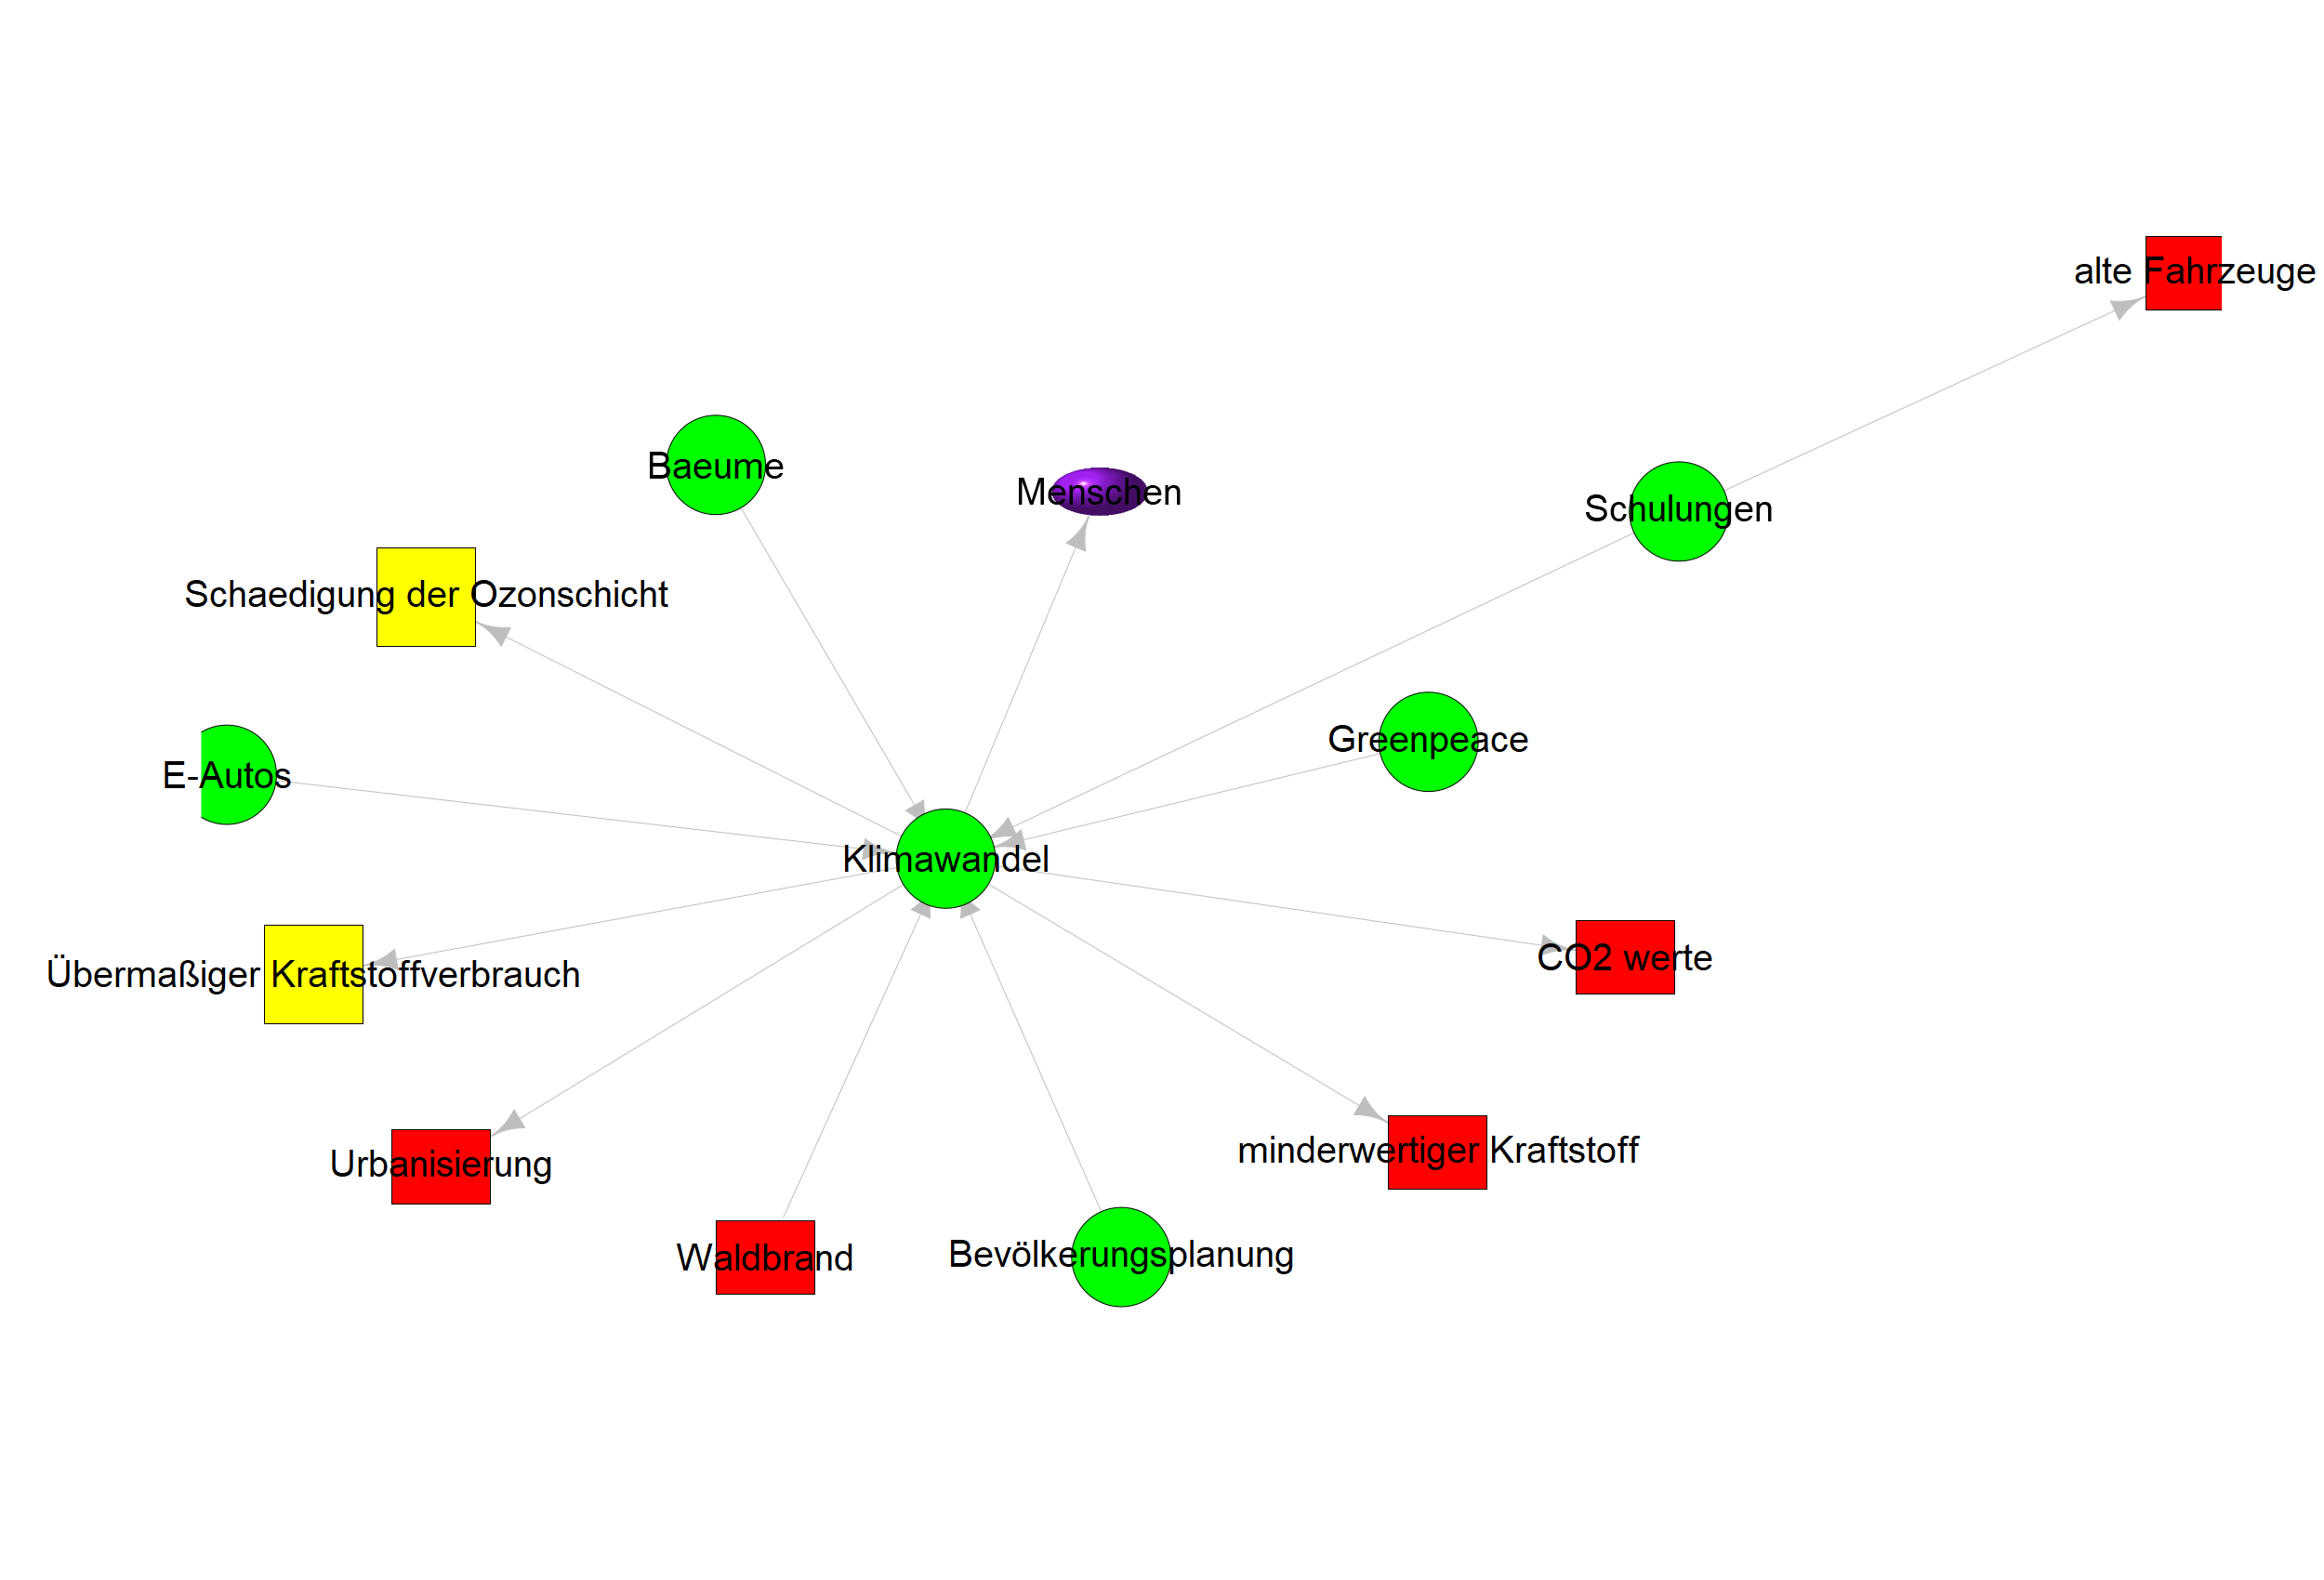 alte Fahrzeuge
Baeume
Menschen
Schulungen
Schaedigung der Ozonschicht
Greenpeace
E-Autos
Klimawandel
CO2 werte
Übermaßiger Kraftstoffverbrauch
minderwertiger Kraftstoff
Urbanisierung
Waldbrand
Bevölkerungsplanung